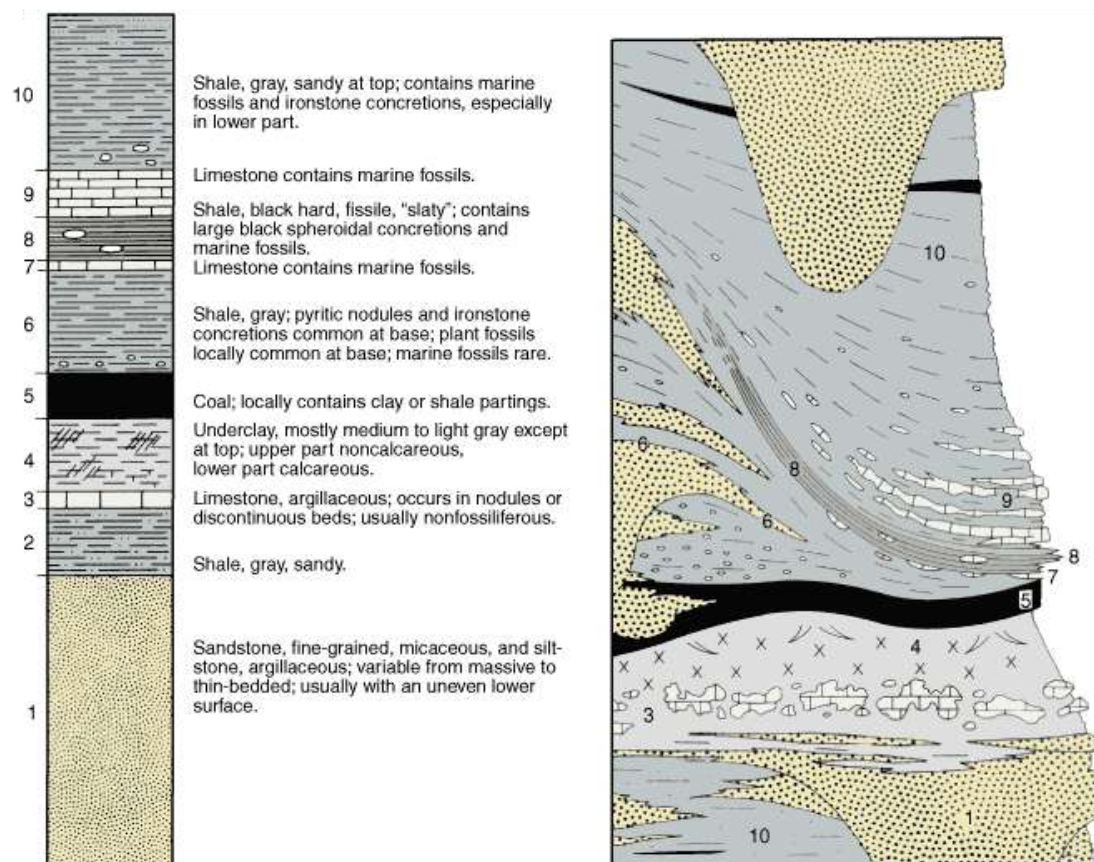 10
Shale, gray, sandy at top; contains marine
fossils and ironstone concretions, especially
in lower part.
9
Limestone contains marine fossils.
8
Shale, black hard, fissile, “slaty”; contains
large black spheroidal concretions and
marine fossils.
7
Limestone contains marine fossils.
6
Shale, gray; pyritic nodules and ironstone
concretions common at base; plant fossils
locally common at base; marine fossils rare.
5
Coal; locally contains clay or shale partings.
4
Underclay, mostly medium to light gray except
at top; upper part noncalcareous,
lower part calcareous.
3
Limestone, argillaceous; occurs in nodules or
discontinuous beds; usually nonfossiliferous.
2
Shale, gray, sandy.
1
Sandstone, fine-grained, micaceous, and silt-
stone, argillaceous; variable from massive to
thin-bedded; usually with an uneven lower
surface.
10
6
8
9
6
8
7
5
4
3
1
10